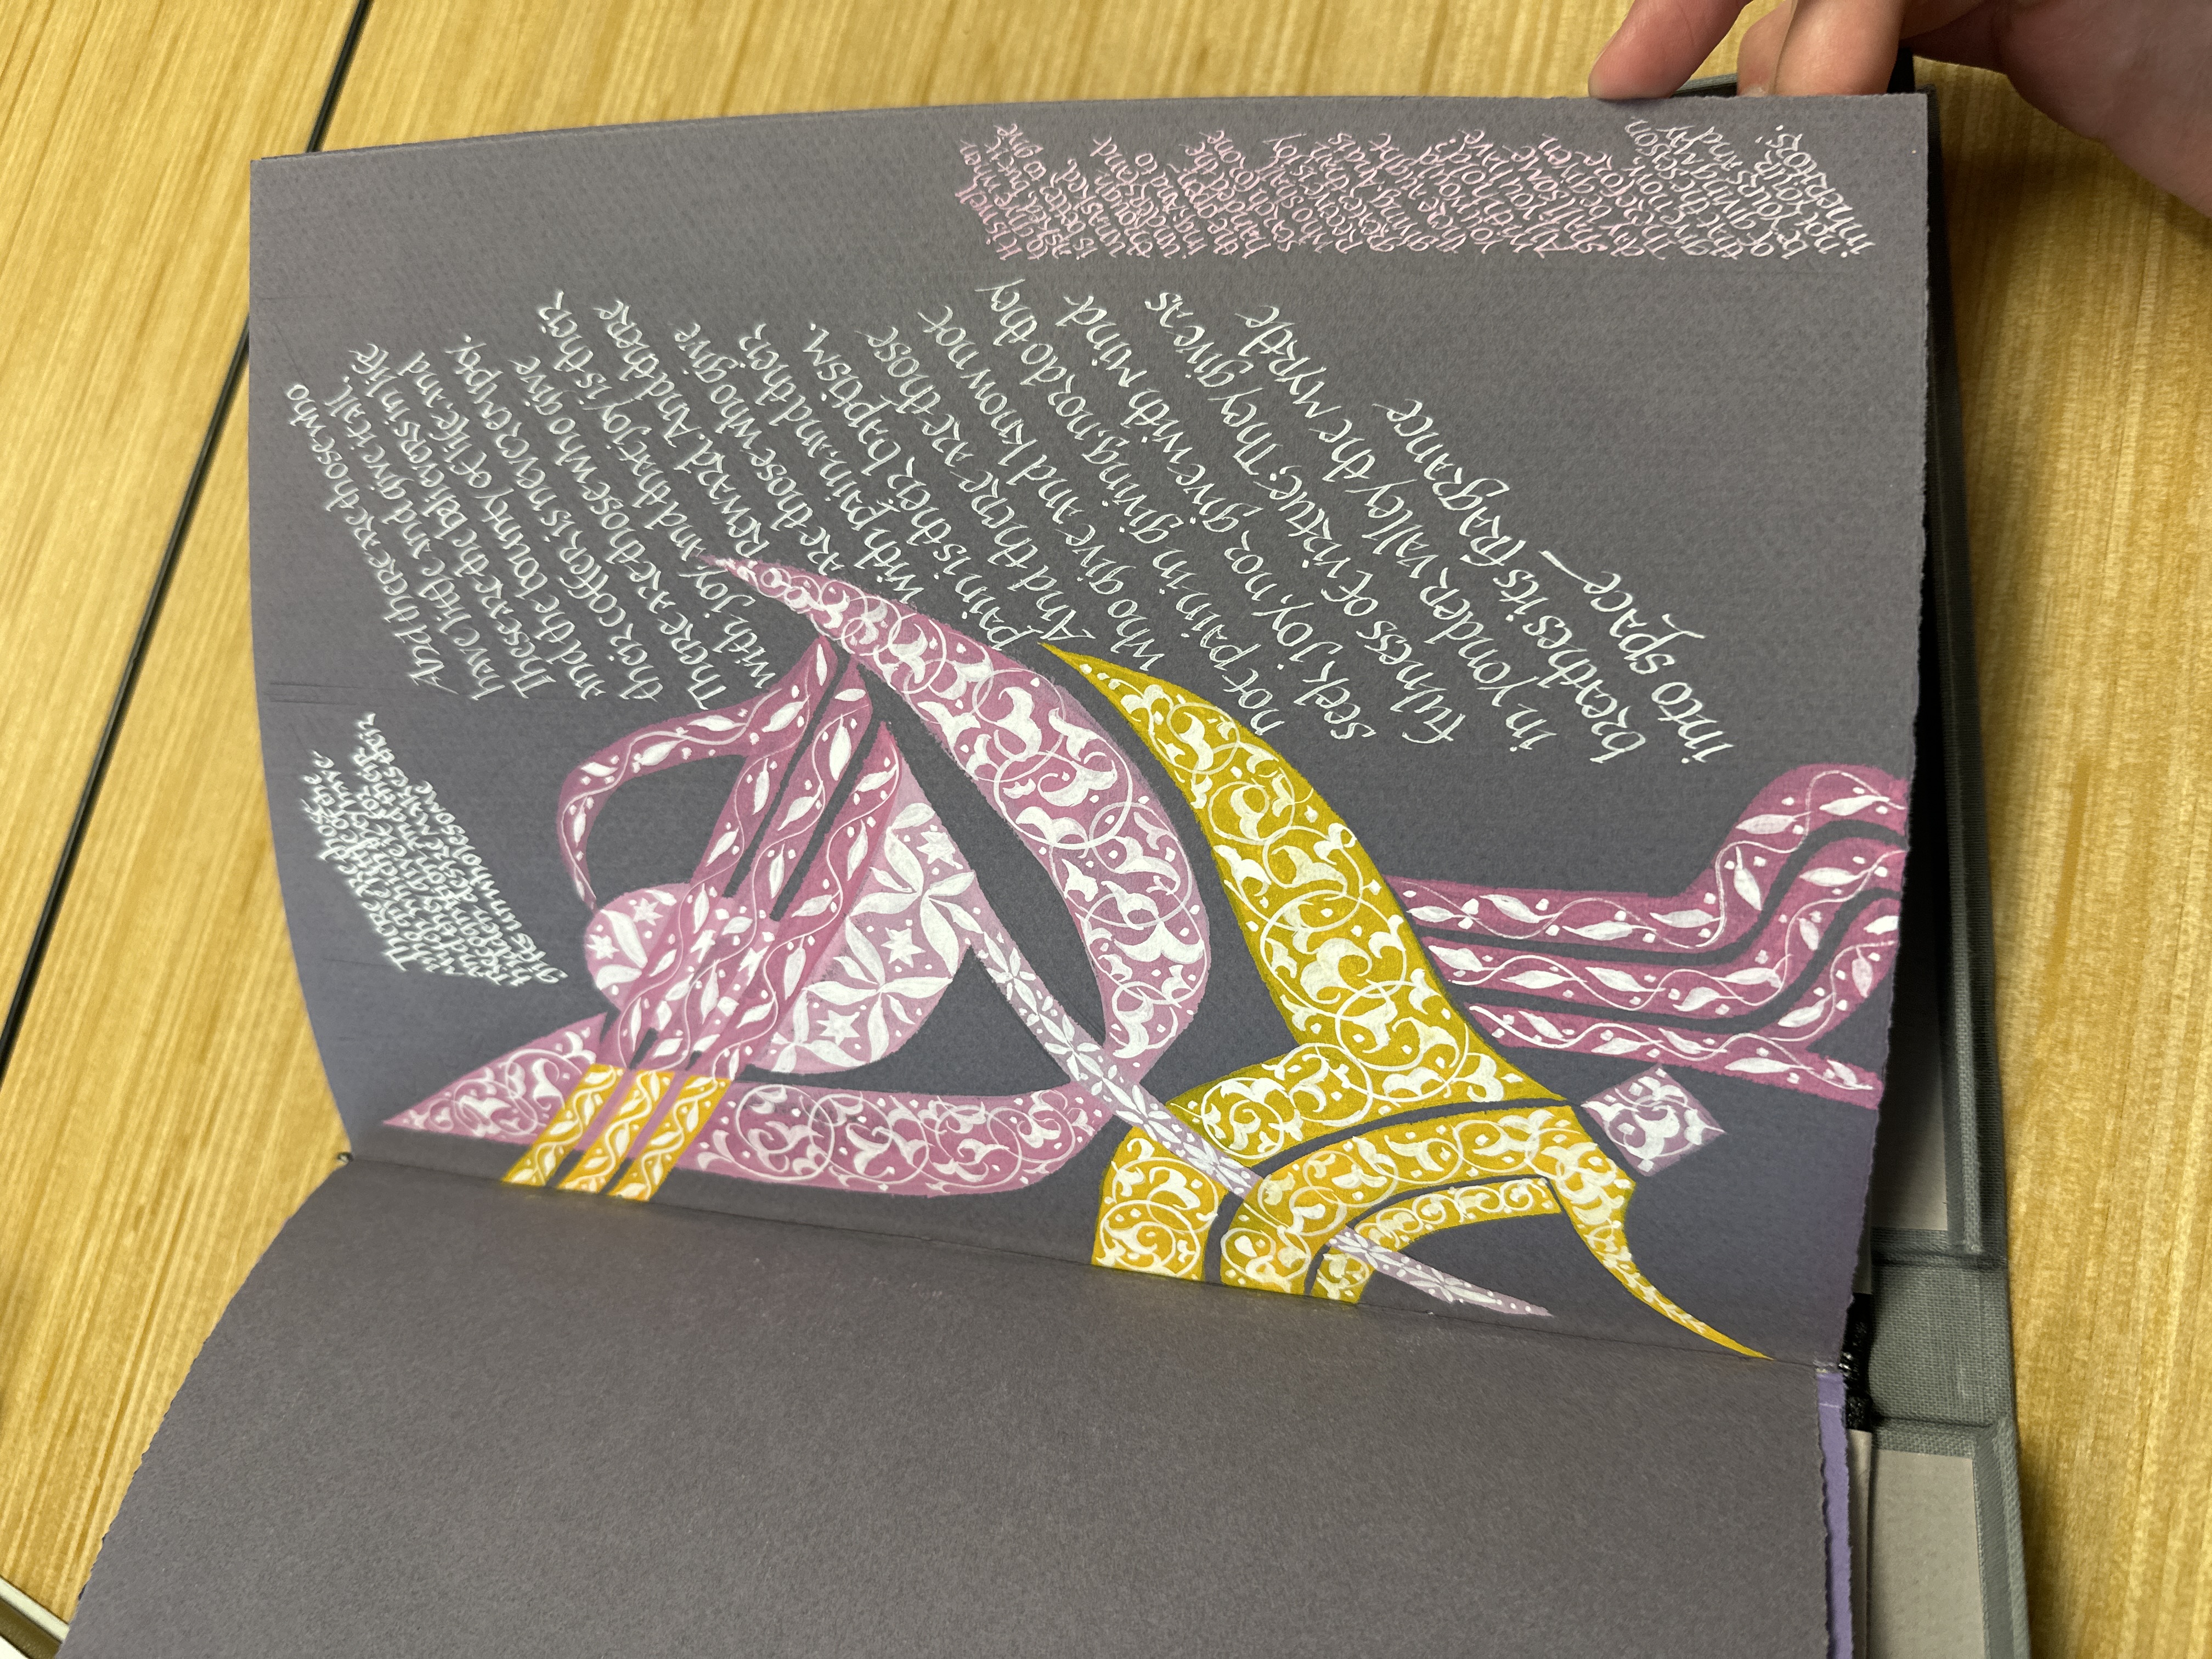 There are those
who give little of the
much which they have
and they give it for
recognition and their
hidden desire makes their
gifts unwholesome
And there are those who
have little and give it all.
These are the believers in life
and the bounty of life, and
their coffer is never empty.
There are those who give
with joy, and that joy is their
reward. And there
are those who give
with pain, and their
pain is their baptism.
And there are those
who give and know not
not pain in giving, nor do they
seek joy, nor give with mind-
fulness of virtue; They give as
in yonder valley the myrtle
breathes its fragrance
into space
It is well
to give when
asked, but it
is better to give
unasked,
through
understand
ing. And to
the open
handed the
search for one
who shall
receive is joy
greater than
giving. And is
there aught
you would
withhold?
All you have
shall some
day be given
therefore
give now
that the season
of giving may
be yours and
not your
inheritors.